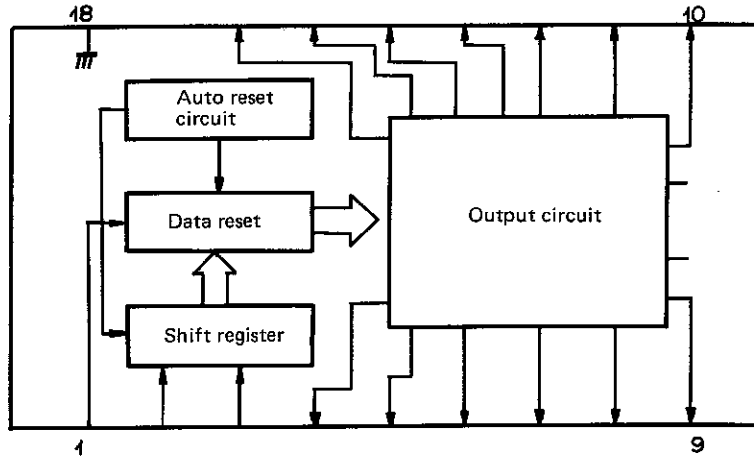 18
10
Auto reset
circuit
Data reset
Output circuit
Shift register
1
9